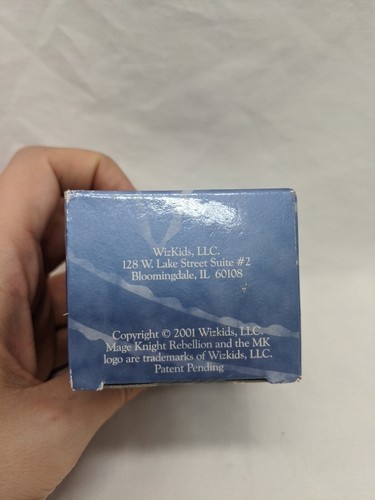 WizKids, LLC.
128 W. Lake Street Suite #2
Bloomingdale, IL 60108
Copyright © 2001 Wizkids, LLC.
Mage Knight Rebellion and the MK
logo are trademarks of Wizkids, LLC.
Patent Pending